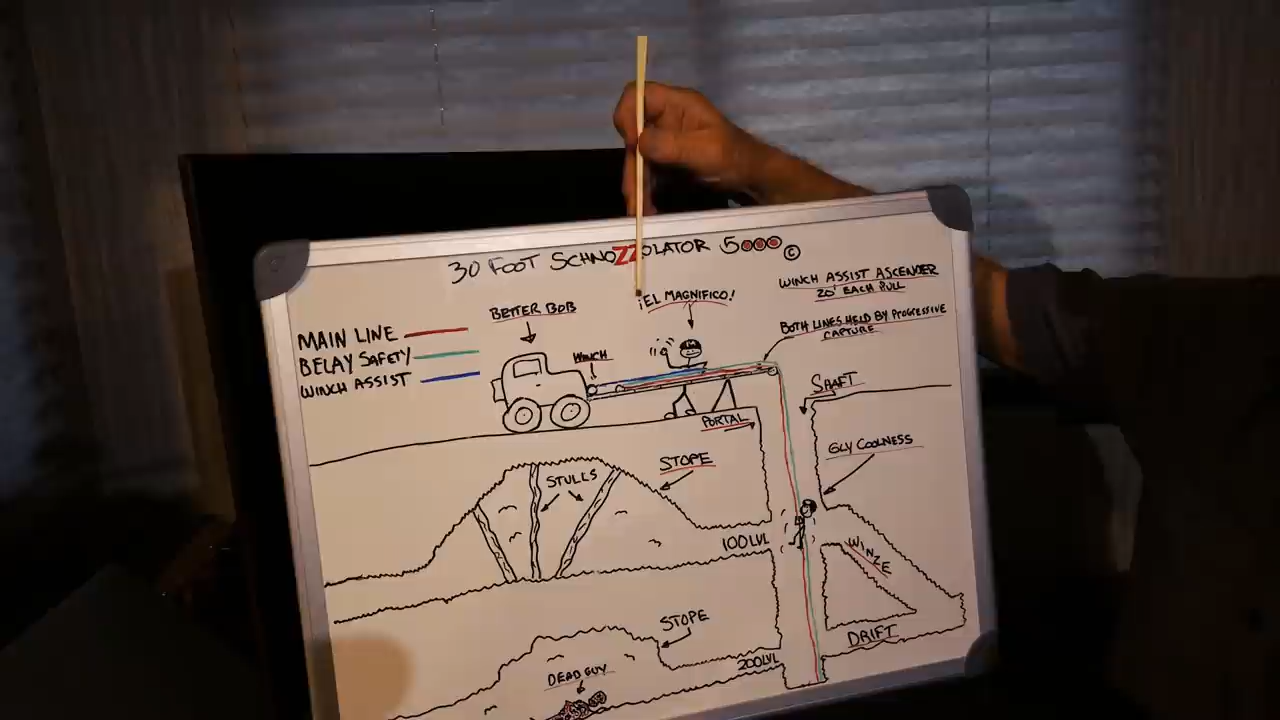 30 FOOT SCHNOZZOLATOR 5000 ©
WINCH ASSIST ASCENDER
20' EACH PULL
¡EL MAGNIFICO!
BETTER BOB
BOTH LINES HELD BY PROGRESSIVE
CAPTURE
MAIN LINE
BELAY SAFETY
WINCH ASSIST
WINCH
SHAFT
PORTAL
GLY COOLNESS
STOPE
STULLS
100 LVL
WINZE
STOPE
DRIFT
200 LVL
DEAD GUY